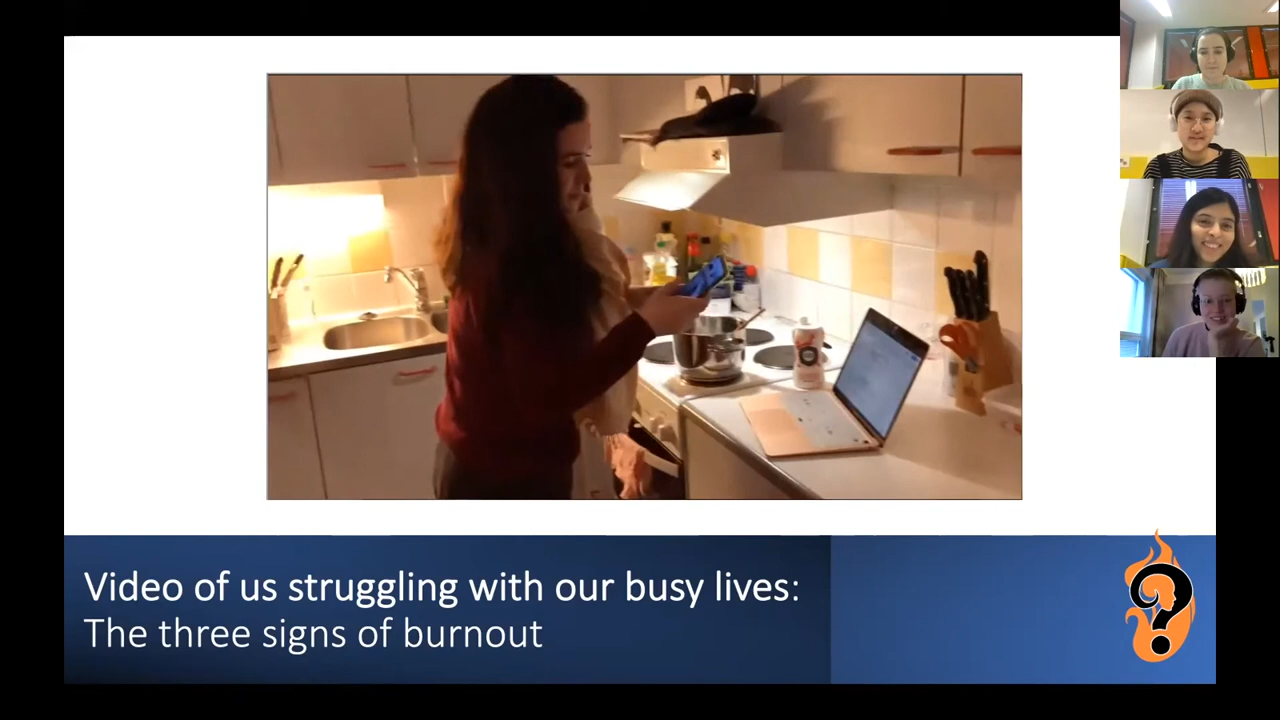 Video of us struggling with our busy lives:
The three signs of burnout
?